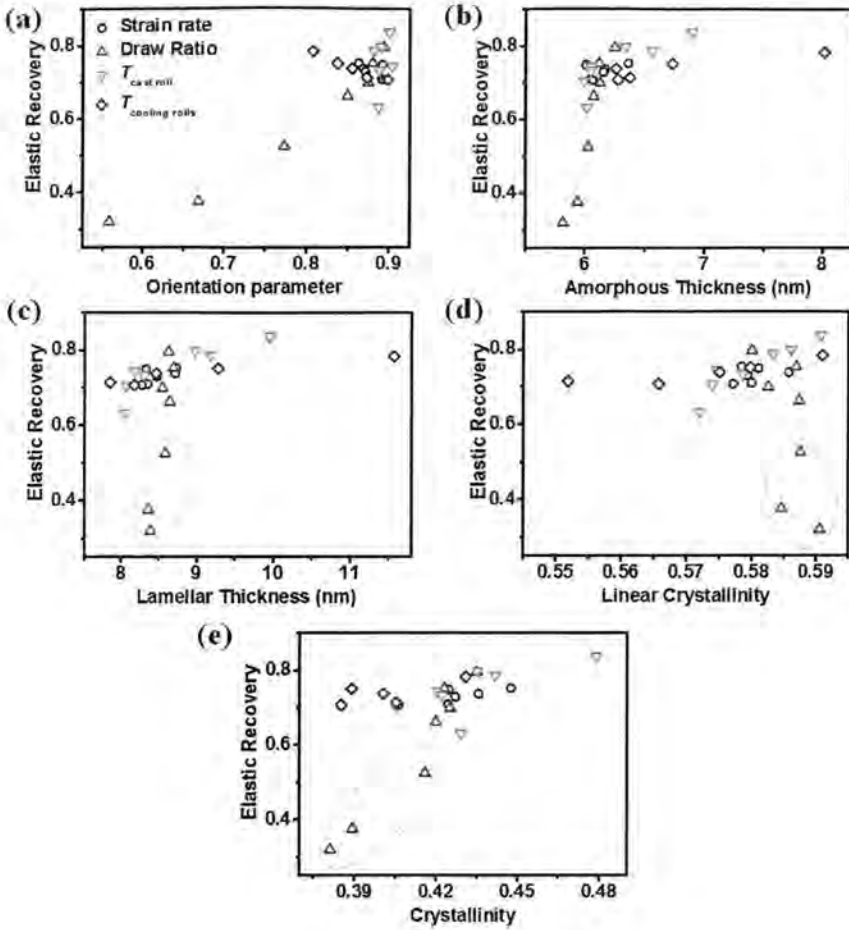 (a)
Strain rate
Draw Ratio
T cast roll
T cooling rolls
Elastic Recovery
0.8
0.6
0.4
0.6 0.7 0.8 0.9
Orientation parameter
(b)
Elastic Recovery
0.8
0.6
0.4
6 7 8
Amorphous Thickness (nm)
(c)
Elastic Recovery
0.8
0.6
0.4
8 9 10 11
Lamellar Thickness (nm)
(d)
Elastic Recovery
0.8
0.6
0.4
0.55 0.56 0.57 0.58 0.59
Linear Crystallinity
(e)
Elastic Recovery
0.8
0.6
0.4
0.39 0.42 0.45 0.48
Crystallinity